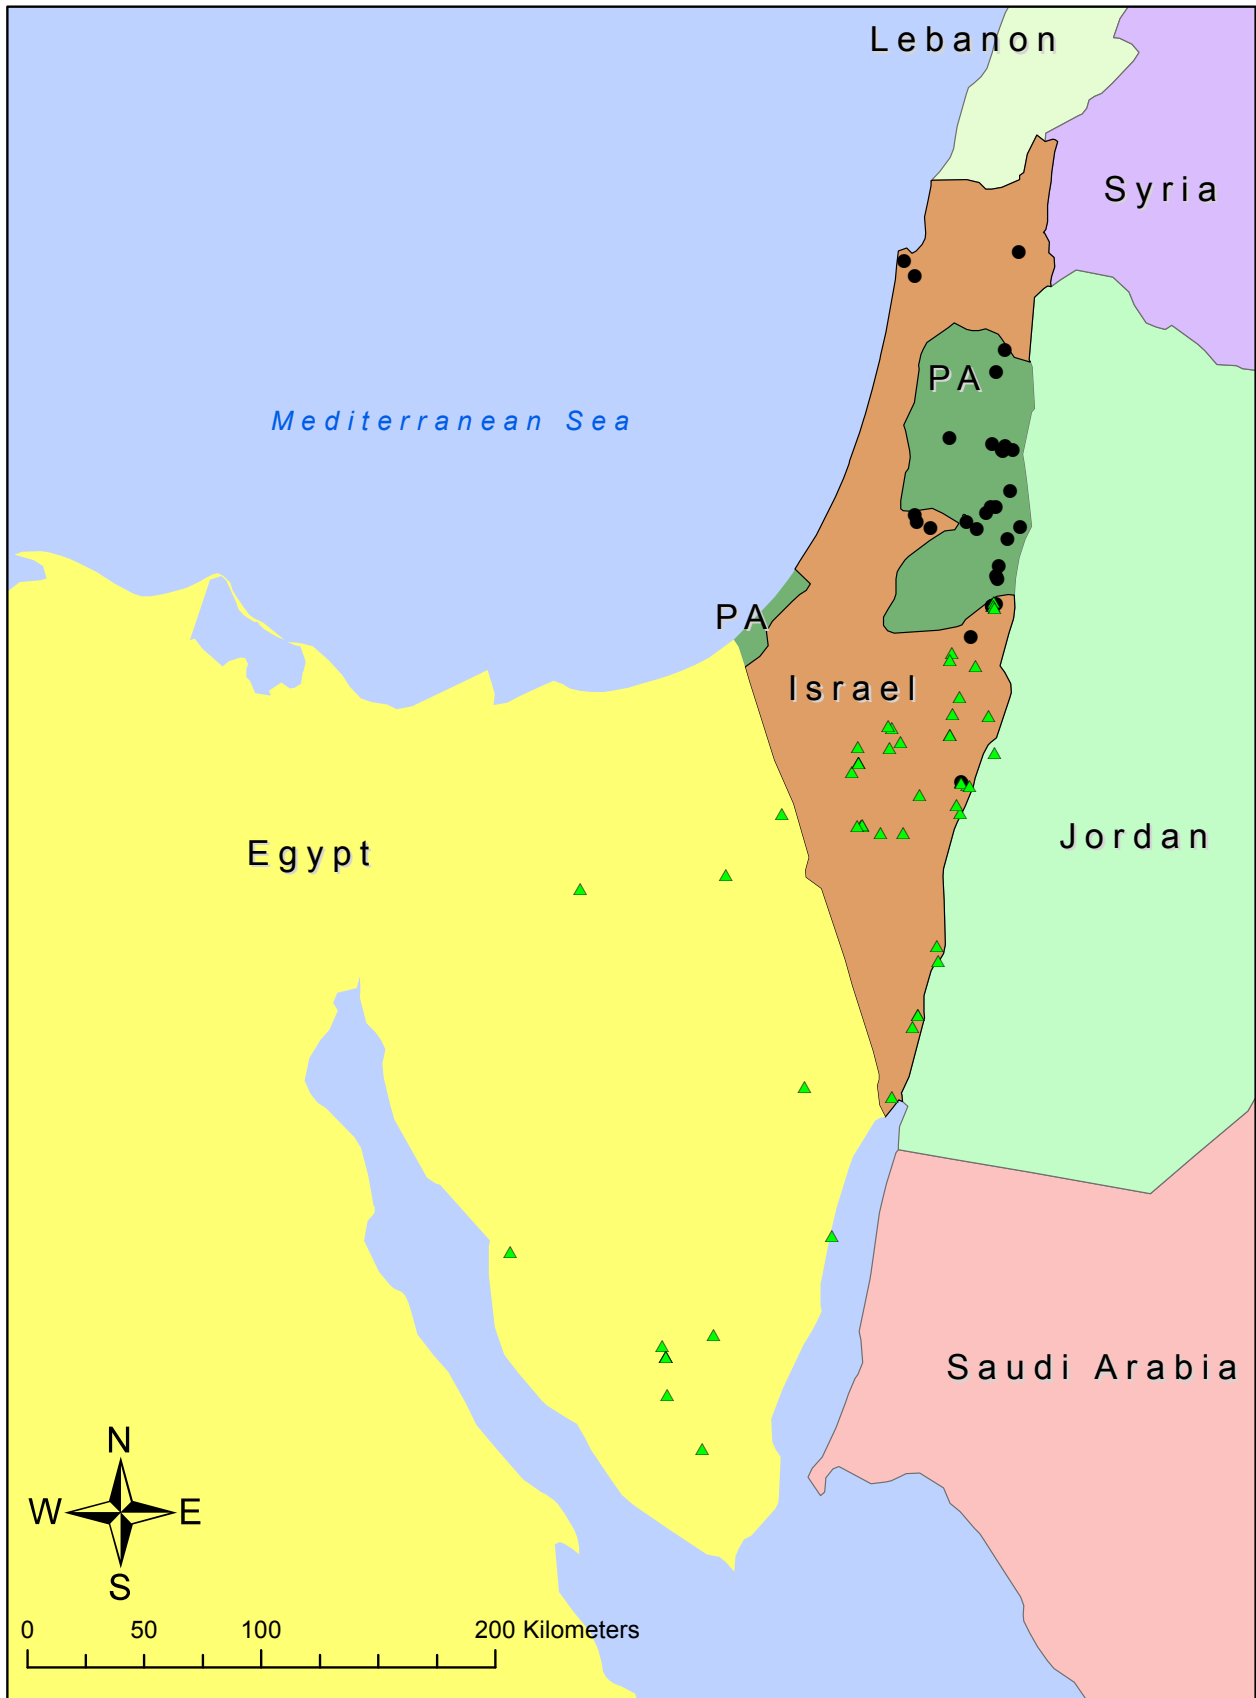 Lebanon
Syria
PA
Mediterranean Sea
PA
Israel
Jordan
Egypt
Saudi Arabia
N
W E
S
0 50 100 200 Kilometers